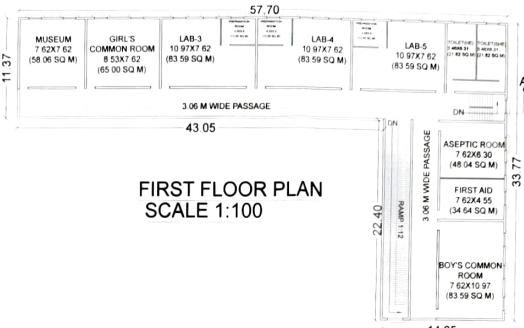 57.70
MUSEUM
7 62X7 62
(58.06 SQ M)
GIRL'S
COMMON ROOM
8 53X7 62
(65.00 SQ M)
LAB-3
10 97X7 62
(83 59 SQ M)
LAB-4
10 97X7 62
(83 59 SQ M)
LAB-5
10 97X7 62
(83 59 SQ M)
11 37
3.06 M WIDE PASSAGE
DN
43.05
DN
3.06 M WIDE PASSAGE
ASEPTIC ROOM
7 62X6.30
(48.04 SQ M)
FIRST AID
7 62X4.55
(34.64 SQ M)
BOY'S COMMON
ROOM
7 62X10.97
(83 59 SQ M)
33.77
22.40
RAMP 1:12
FIRST FLOOR PLAN
SCALE 1:100